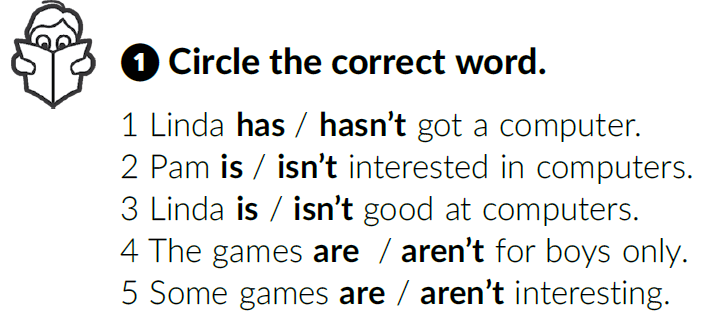 1 Circle the correct word.
1 Linda has / hasn't got a computer.
2 Pam is / isn't interested in computers.
3 Linda is / isn't good at computers.
4 The games are / aren't for boys only.
5 Some games are / aren't interesting.